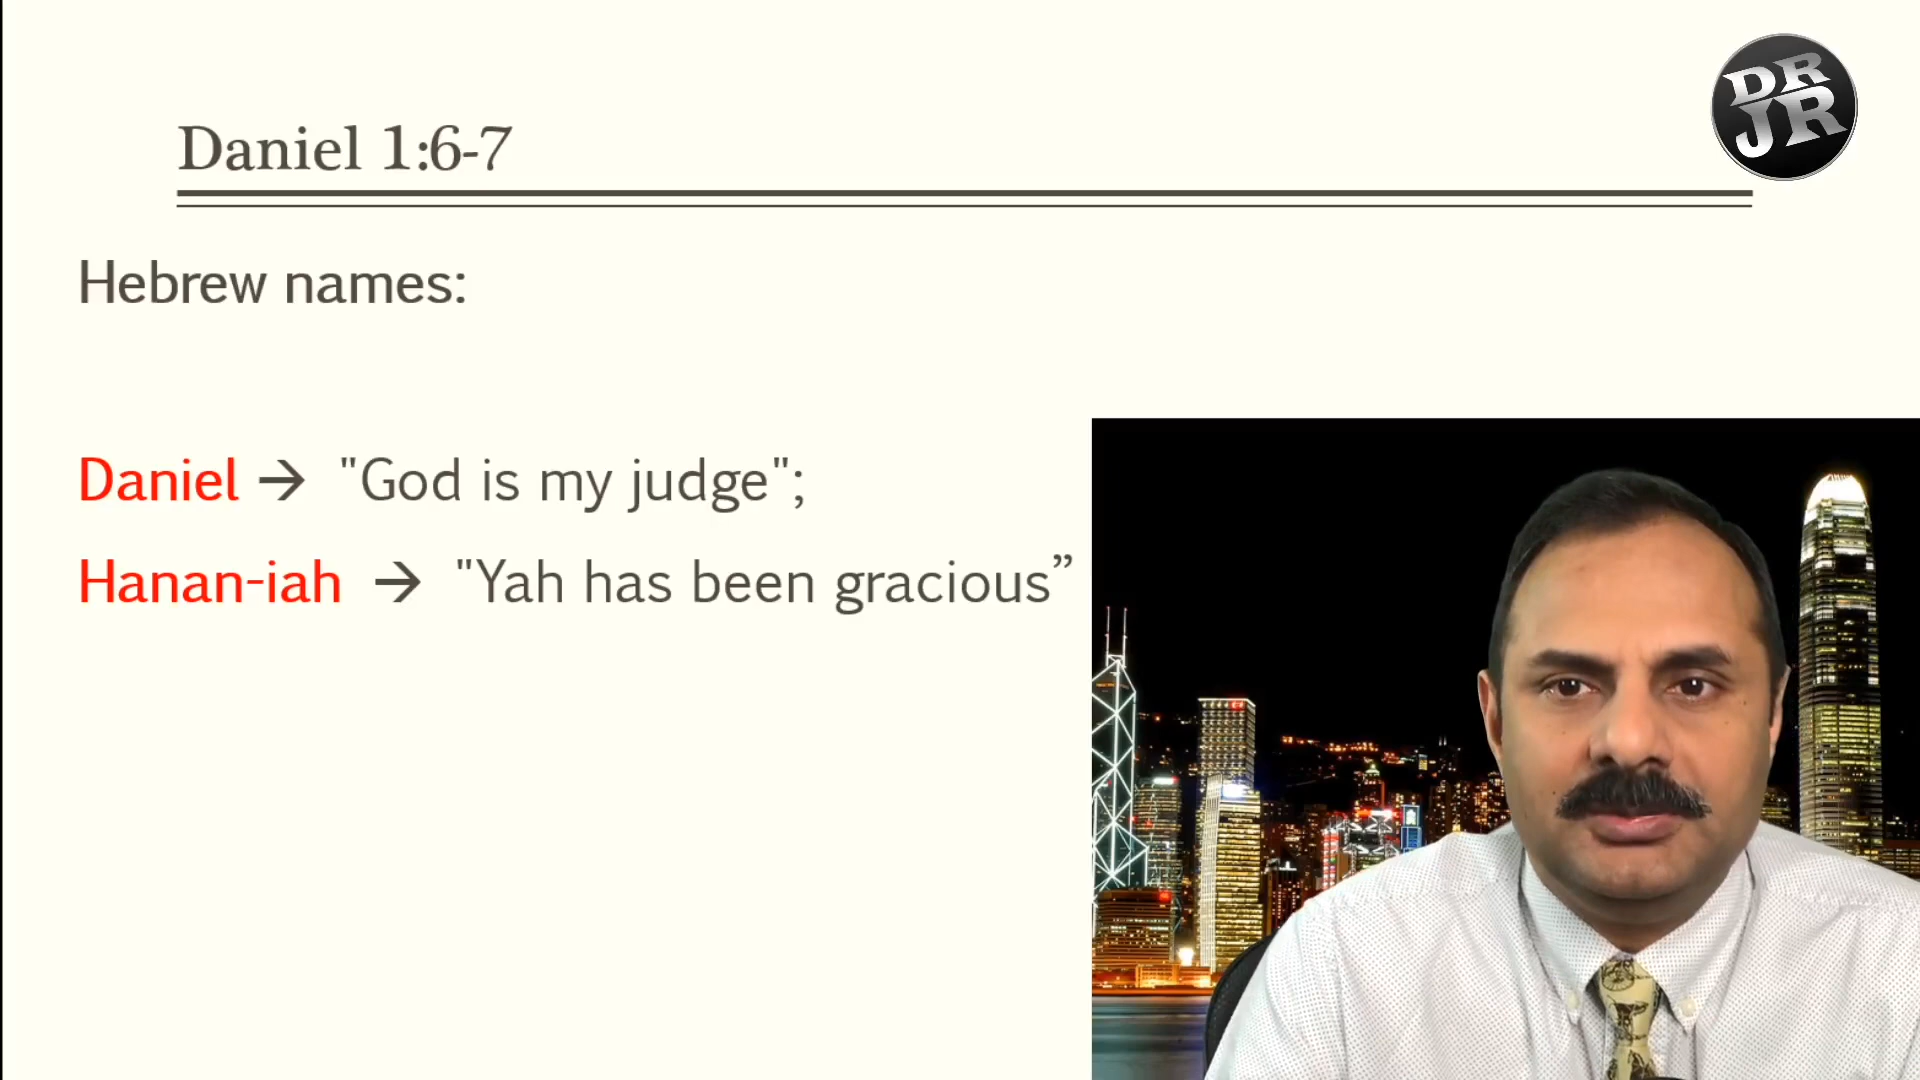 DR
JR
Daniel 1:6-7
Hebrew names:
Daniel → "God is my judge";
Hanan-iah → "Yah has been gracious”